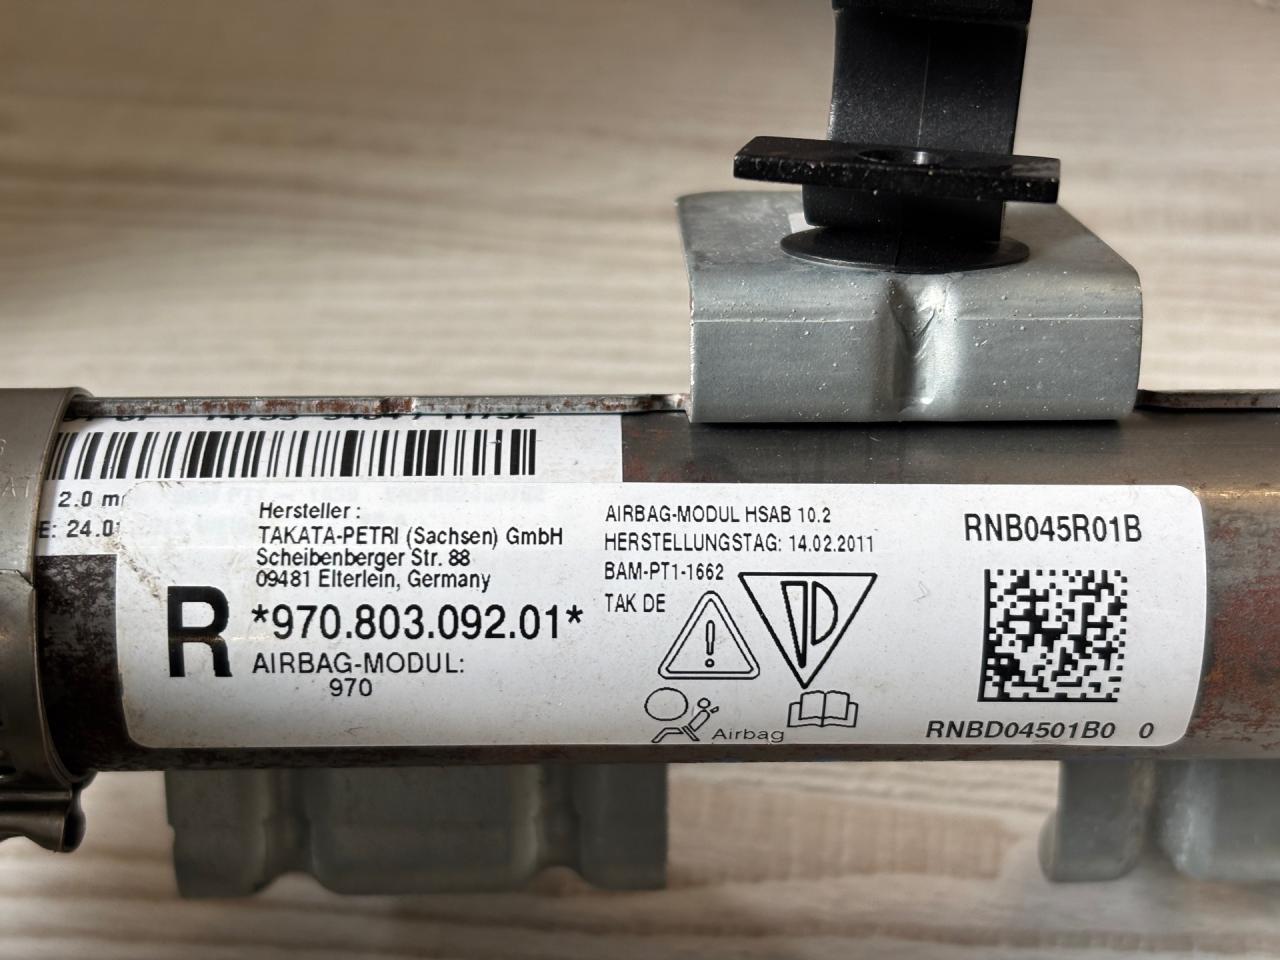 2.0 m
E: 24.0
Hersteller :
TAKATA-PETRI (Sachsen) GmbH
Scheibenberger Str. 88
09481 Elterlein, Germany
R *970.803.092.01*
AIRBAG-MODUL:
970
AIRBAG-MODUL HSAB 10.2
HERSTELLUNGSTAG: 14.02.2011
BAM-PT1-1662
TAK DE
Airbag
RNB045R01B
RNBD04501B0 0